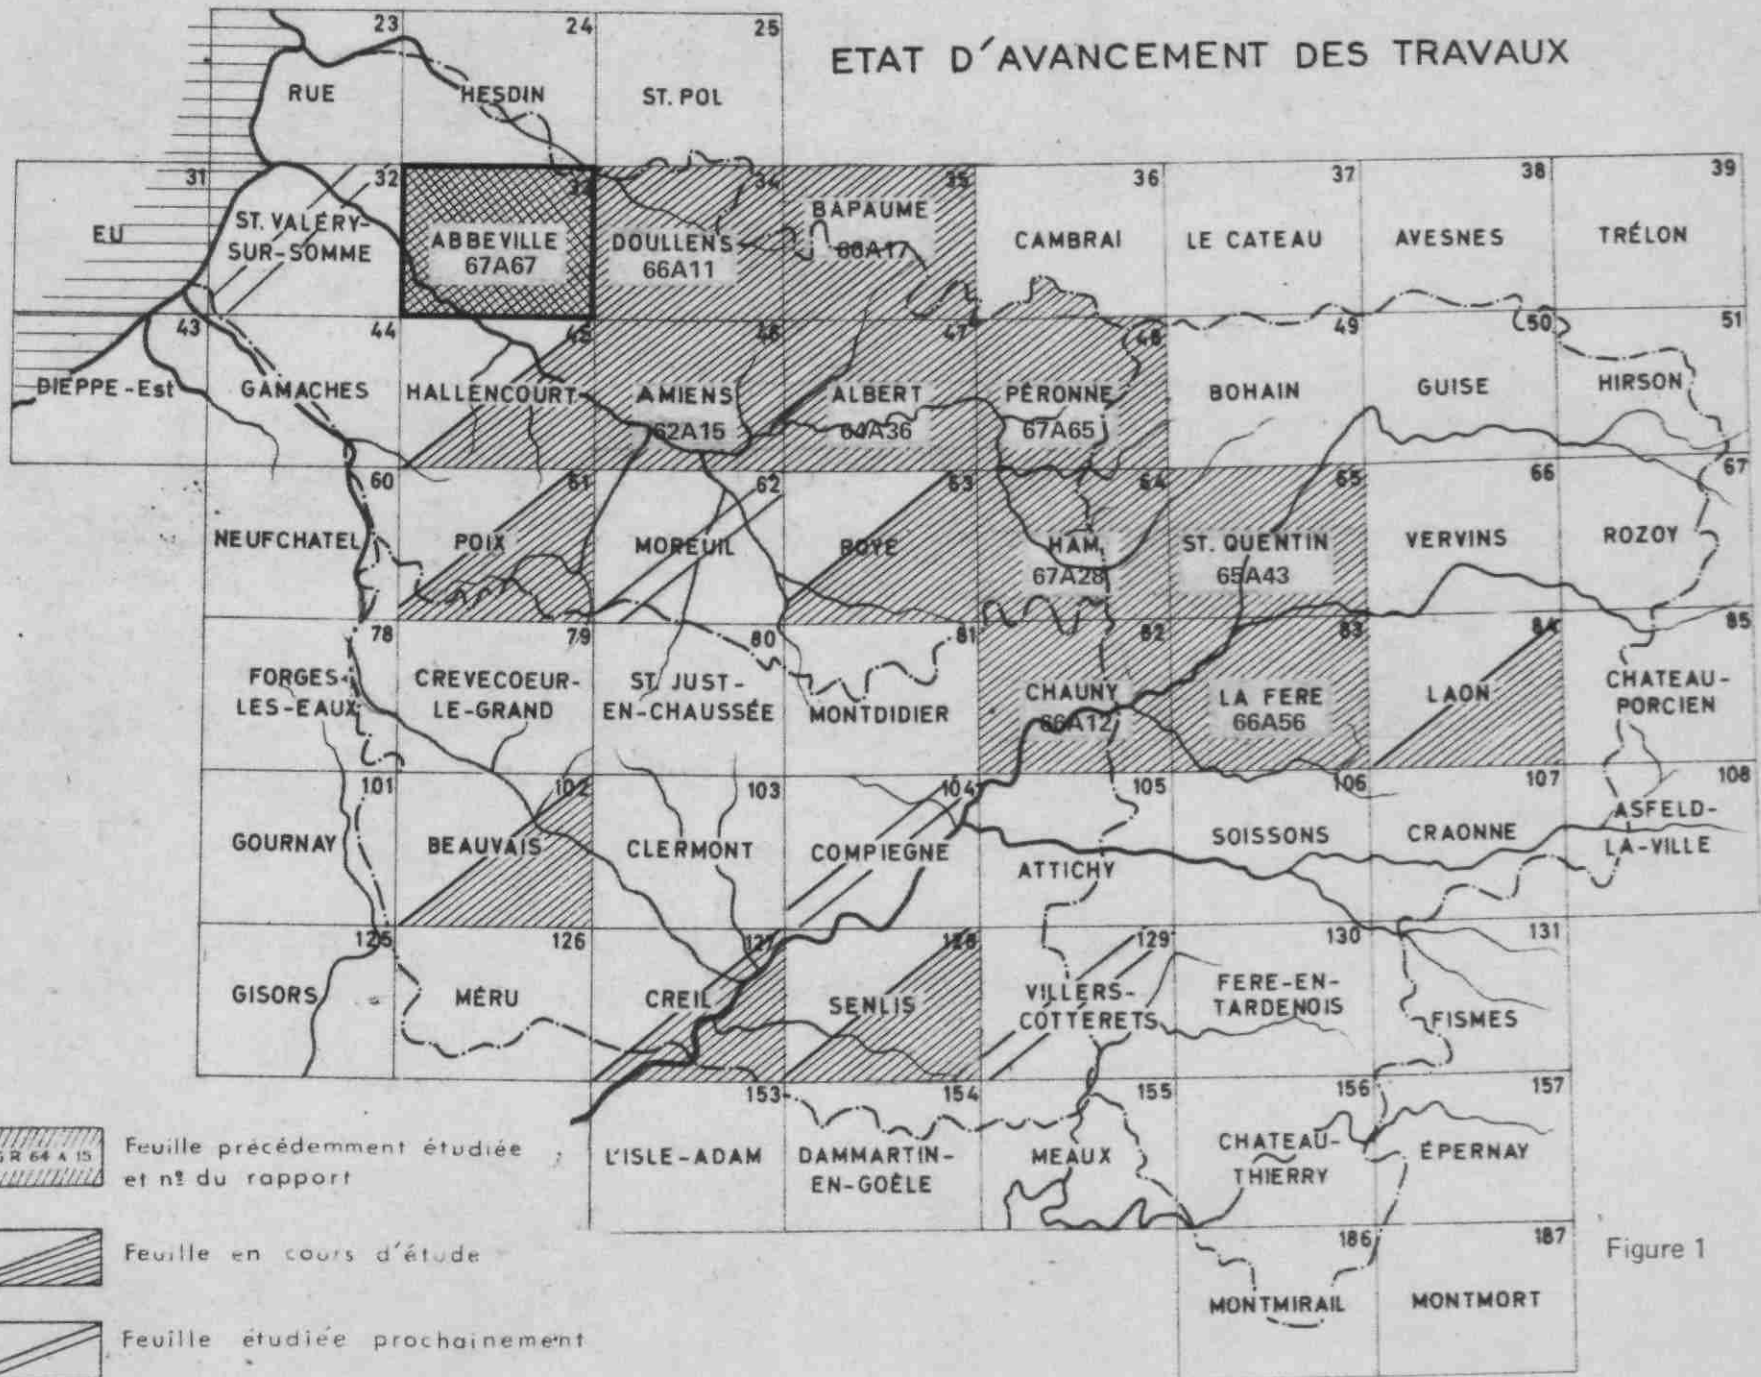 ETAT D'AVANCEMENT DES TRAVAUX
23 24 25
RUE HESDIN ST. POL
31 32 33 34 35 36 37 38 39
EU
ST. VALÉRY-
SUR-SOMME
ABBEVILLE
67A67
DOULLENS
66A11
BAPAUME
66A17
CAMBRAI
LE CATEAU
AVESNES
TRÉLON
43 44 45 46 47 48 49 50 51
DIEPPE-Est
GAMACHES
HALLENCOURT
AMIENS
62A15
ALBERT
64A36
PÉRONNE
67A65
BOHAIN
GUISE
HIRSON
60 61 62 63 64 65 66 67
NEUFCHATEL
POIX
MOREUIL
ROYE
HAM
67A28
ST. QUENTIN
65A43
VERVINS
ROZOY
78 79 80 81 82 83 84 85
FORGES-
LES-EAUX
CREVECOEUR-
LE-GRAND
ST JUST-
EN-CHAUSSÉE
MONTDIDIER
CHAUNY
66A12
LA FERE
66A56
LAON
CHATEAU-
PORCIEN
101 102 103 104 105 106 107 108
GOURNAY
BEAUVAIS
CLERMONT
COMPIEGNE
ATTICHY
SOISSONS
CRAONNE
ASFELD-
LA-VILLE
125 126 127 128 129 130 131
GISORS
MÉRU
CREIL
SENLIS
VILLERS-
COTTERETS
FERE-EN-
TARDENOIS
FISMES
153 154 155 156 157
L'ISLE-ADAM
DAMMARTIN-
EN-GOËLE
MEAUX
CHATEAU-
THIERRY
ÉPERNAY
186 187
MONTMIRAIL
MONTMORT
R 64 A 15
Feuille précédemment étudiée
et nº du rapport
Feuille en cours d'étude
Feuille étudiée prochainement
Figure 1